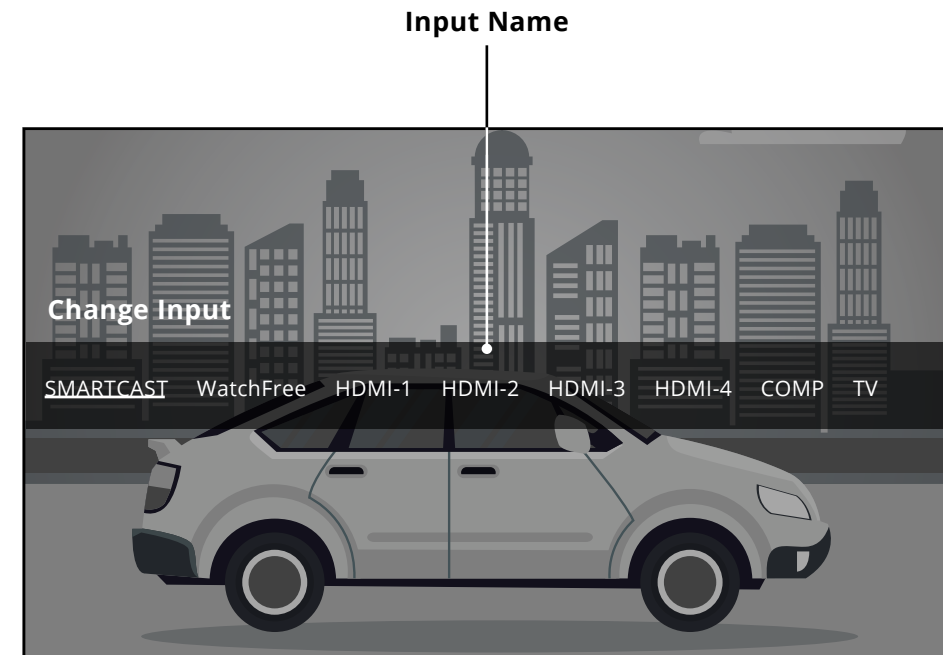 Input Name
Change Input
SMARTCAST WatchFree HDMI-1 HDMI-2 HDMI-3 HDMI-4 COMP TV